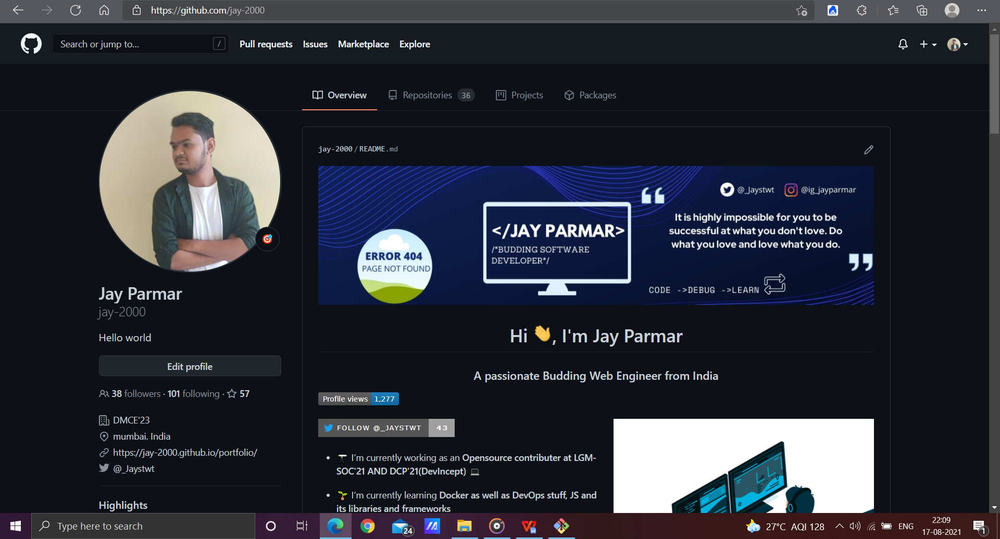 https://github.com/jay-2000
Search or jump to...
/
Pull requests
Issues
Marketplace
Explore
Overview
Repositories 36
Projects
Packages
jay-2000/README.md
@_Jaystwt
@ig_jayparmar
It is highly impossible for you to be
successful at what you don't love. Do
what you love and love what you do.
</JAY PARMAR>
/*BUDDING SOFTWARE
DEVELOPER*/
ERROR 404
PAGE NOT FOUND
CODE ->DEBUG ->LEARN
Jay Parmar
jay-2000
Hello world
Edit profile
38 followers · 101 following · 57
DMCE'23
mumbai. India
https://jay-2000.github.io/portfolio/
@_Jaystwt
Highlights
Hi 👋, I'm Jay Parmar
A passionate Budding Web Engineer from India
Profile views 1,277
FOLLOW @_JAYSTWT 43
I'm currently working as an Opensource contributer at LGM-
SOC'21 AND DCP'21(DevIncept)
I'm currently learning Docker as well as DevOps stuff, JS and
its libraries and frameworks
Type here to search
24
27°C AQI 128
ENG
22:09
17-08-2021
1